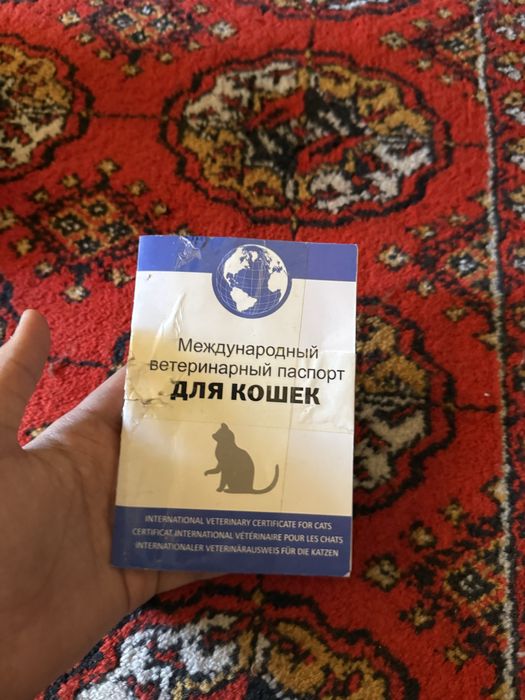 Международный
ветеринарный паспорт
ДЛЯ КОШЕК
INTERNATIONAL VETERINARY CERTIFICATE FOR CATS
CERTIFICAT INTERNATIONAL VÉTÉRINAIRE POUR LES CHATS
INTERNATIONALER VETERINÄRAUSWEIS FÜR DIE KATZEN